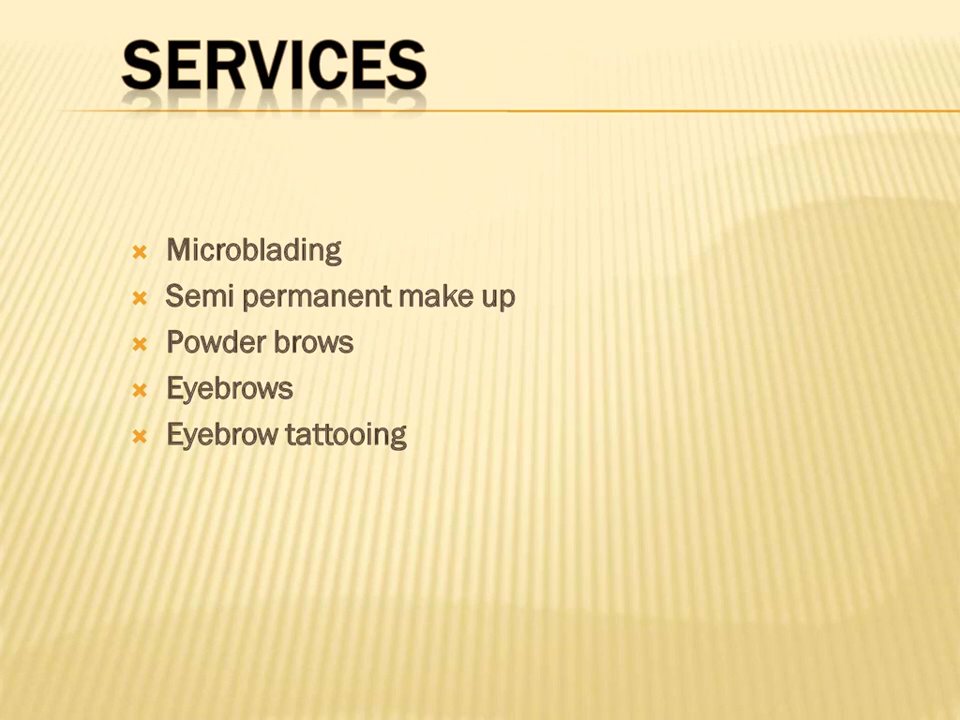 SERVICES
Microblading
Semi permanent make up
Powder brows
Eyebrows
Eyebrow tattooing